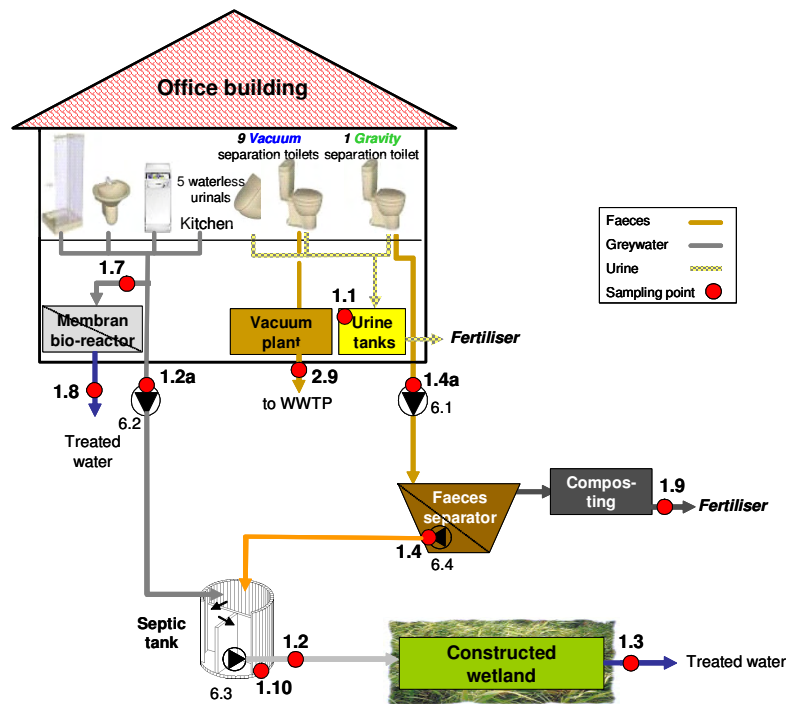 Office building
9 Vacuum
separation toilets
1 Gravity
separation toilet
5 waterless
urinals
Kitchen
Faeces
Greywater
Urine
Sampling point
1.7
1.1
Membran
bio-reactor
Vacuum
plant
Urine
tanks
Fertiliser
1.8
1.2a
2.9
1.4a
6.2
to WWTP
6.1
Treated
water
Faeces
separator
Compos-
ting
1.9
Fertiliser
1.4
6.4
Septic
tank
1.2
Constructed
wetland
1.3
Treated water
6.3
1.10